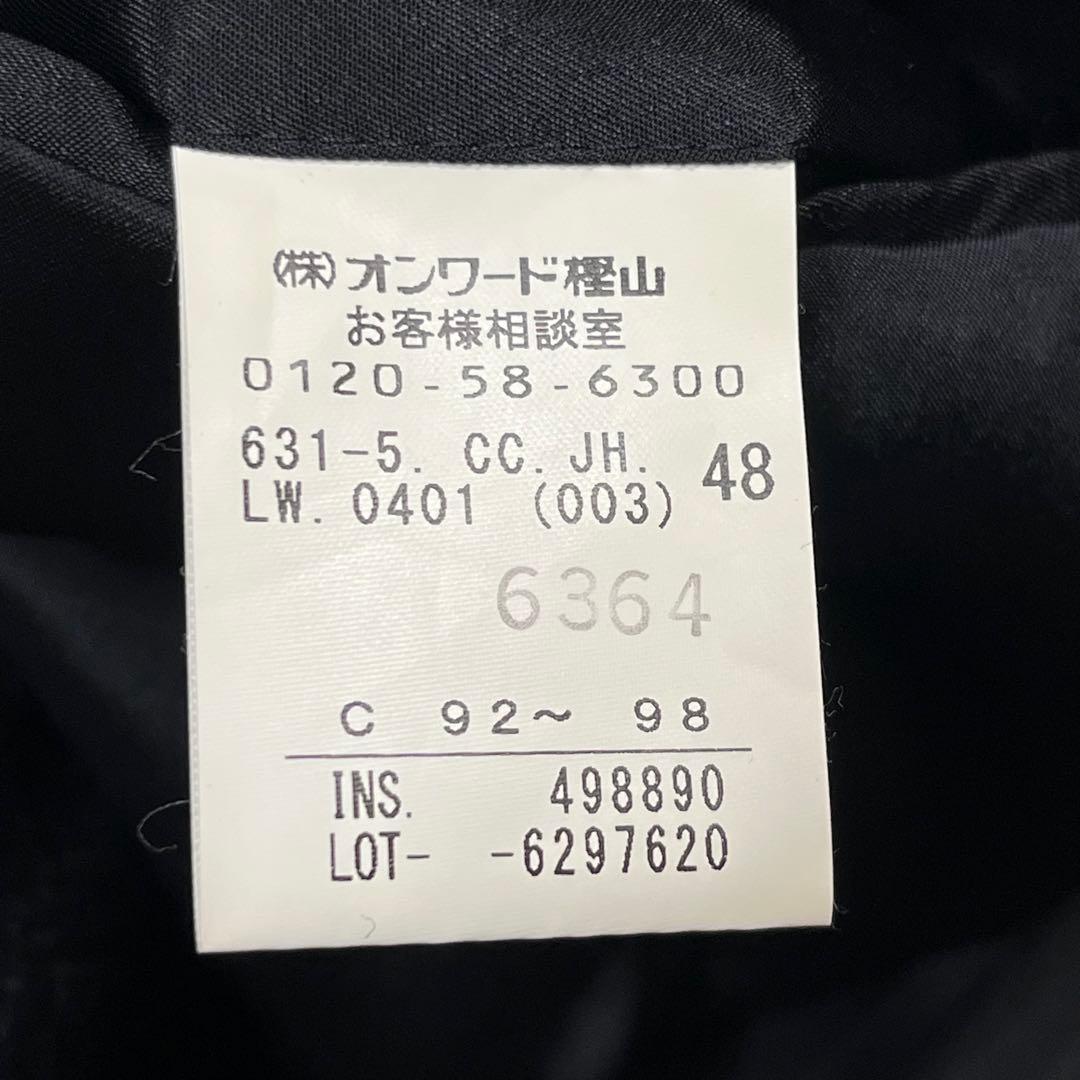 (株)オンワード樫山
お客様相談室
0120-58-6300
631-5. CC. JH. 48
LW. 0401 (003)
6364
C 92~ 98
INS. 498890
LOT- -6297620